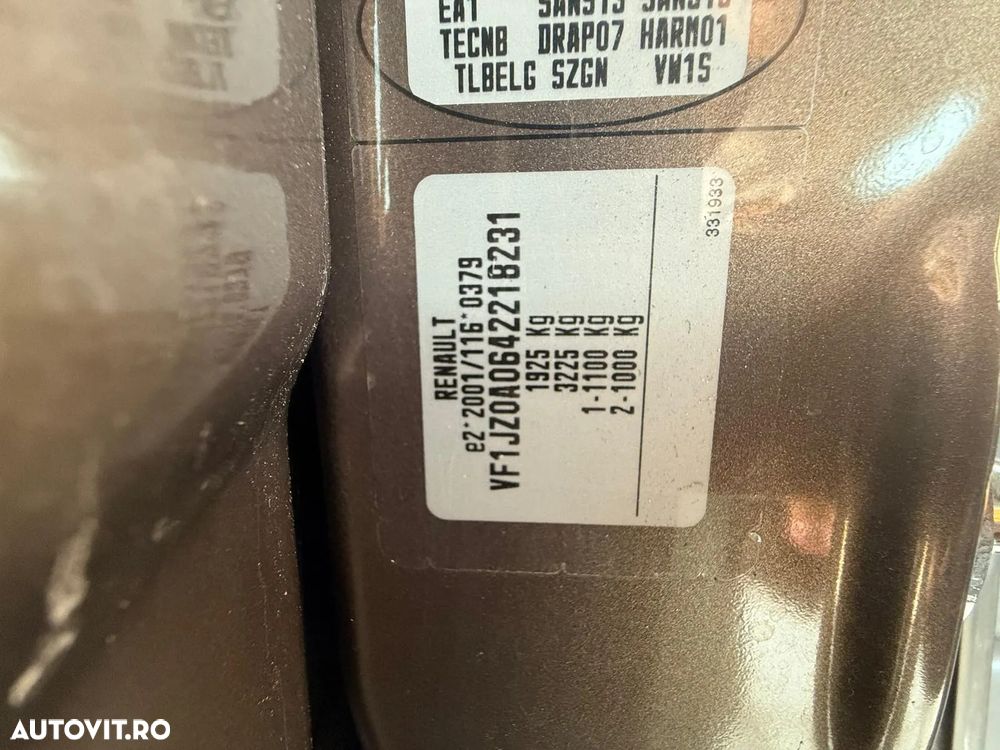 TECNB DRAP07 HARM01
TLBELG SZGN VW1S
RENAULT
e2*2001/116*0379
VF1JZ0A0642218231
1925 Kg
3225 Kg
1-1100 Kg
2-1000 Kg
331933
AUTOVIT.RO